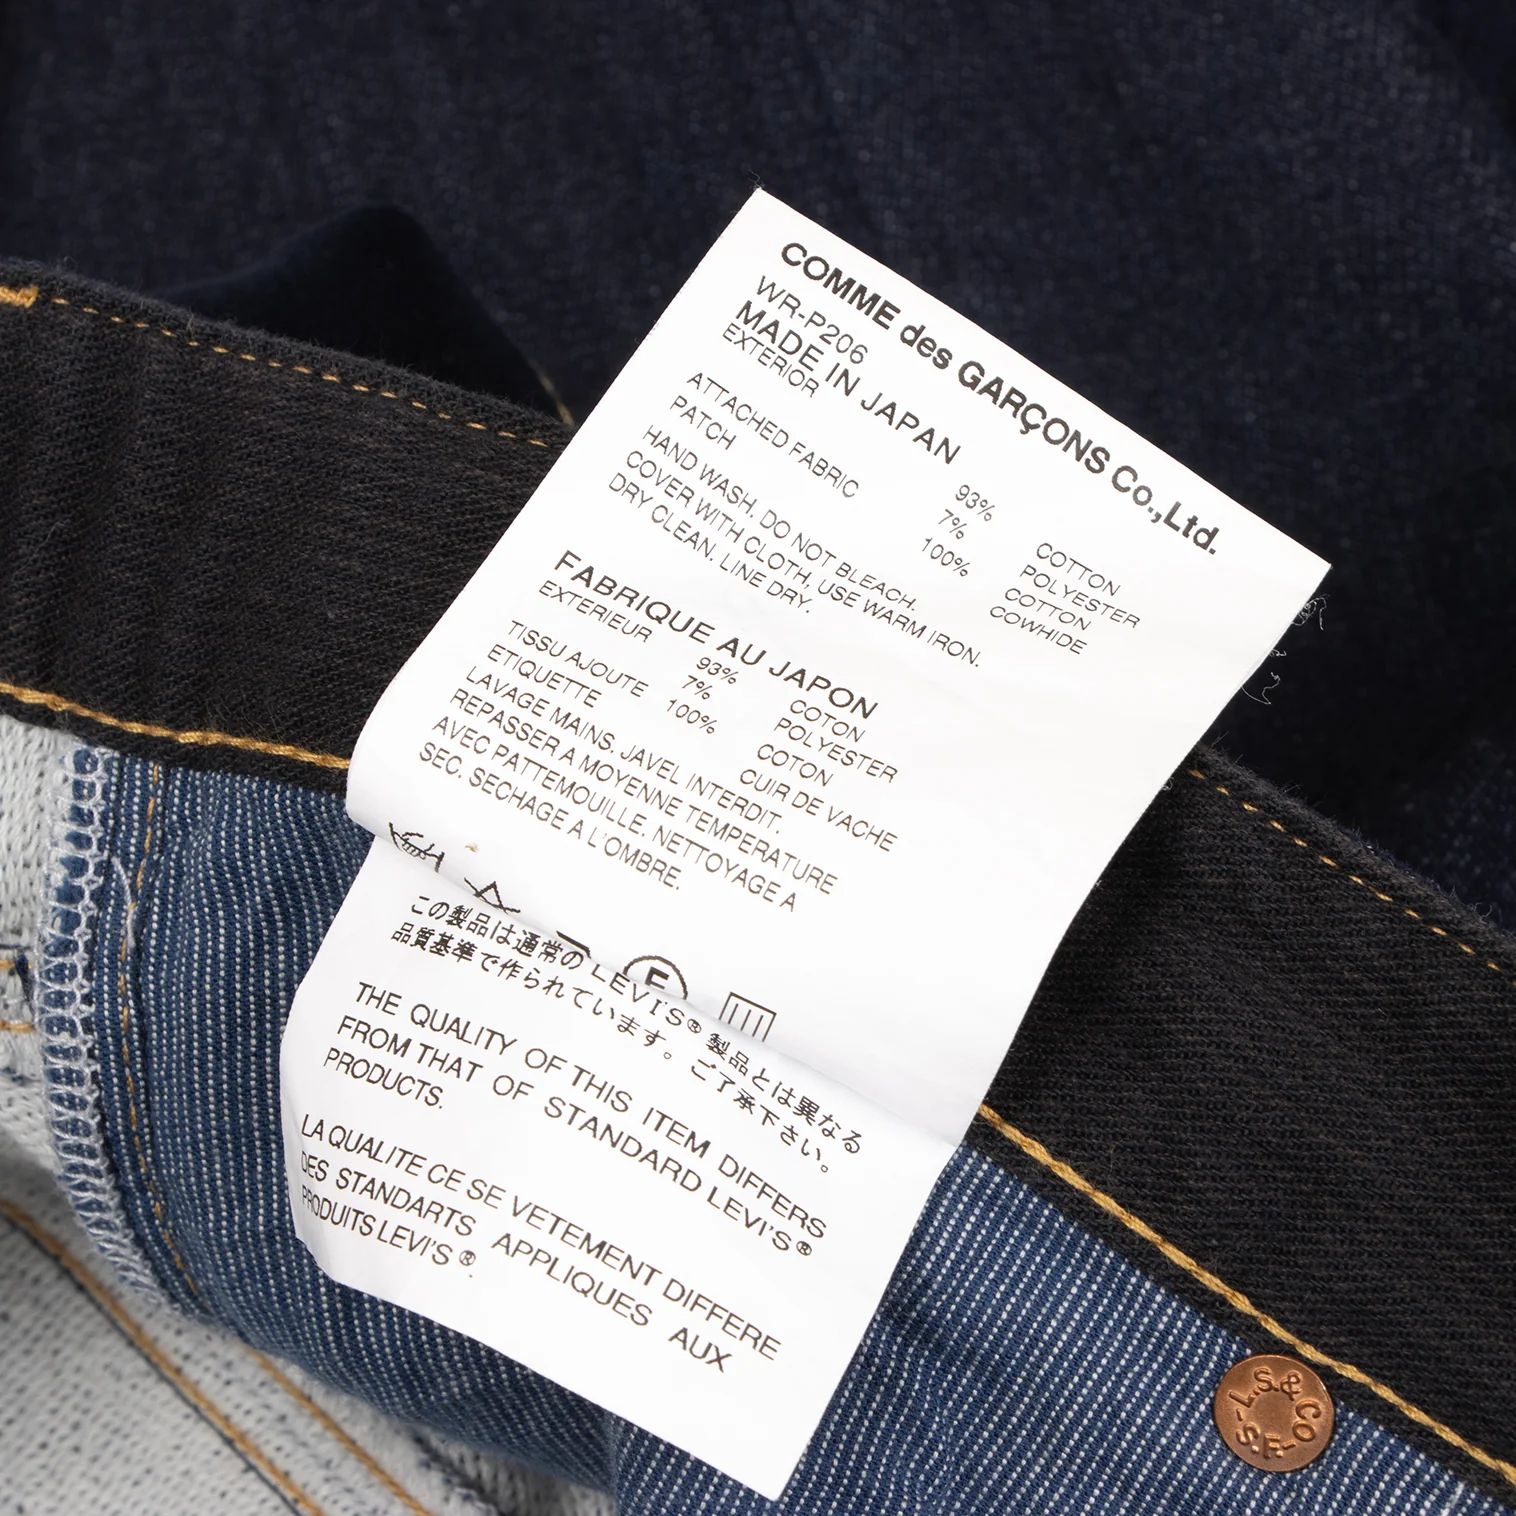 COMME des GARÇONS Co.,Ltd.
WR-P206
MADE IN JAPAN
EXTERIOR 93% COTTON
7% POLYESTER
ATTACHED FABRIC 100% COTTON
PATCH COWHIDE
HAND WASH. DO NOT BLEACH.
COVER WITH CLOTH, USE WARM IRON.
DRY CLEAN. LINE DRY.
FABRIQUE AU JAPON
EXTERIEUR 93% COTON
7% POLYESTER
TISSU AJOUTE 100% COTON
ETIQUETTE CUIR DE VACHE
LAVAGE MAINS. JAVEL INTERDIT.
REPASSER A MOYENNE TEMPERATURE
AVEC PATTEMOUILLE. NETTOYAGE A
SEC. SECHAGE A L'OMBRE.
F
この製品は通常の LEVI'S® 製品とは異なる
品質基準で作られています。ご了承下さい。
THE QUALITY OF THIS ITEM DIFFERS
FROM THAT OF STANDARD LEVI'S®
PRODUCTS.
LA QUALITE CE SE VETEMENT DIFFERE
DES STANDARTS APPLIQUES AUX
PRODUITS LEVI'S®.
L.S.& CO
-S.F.-